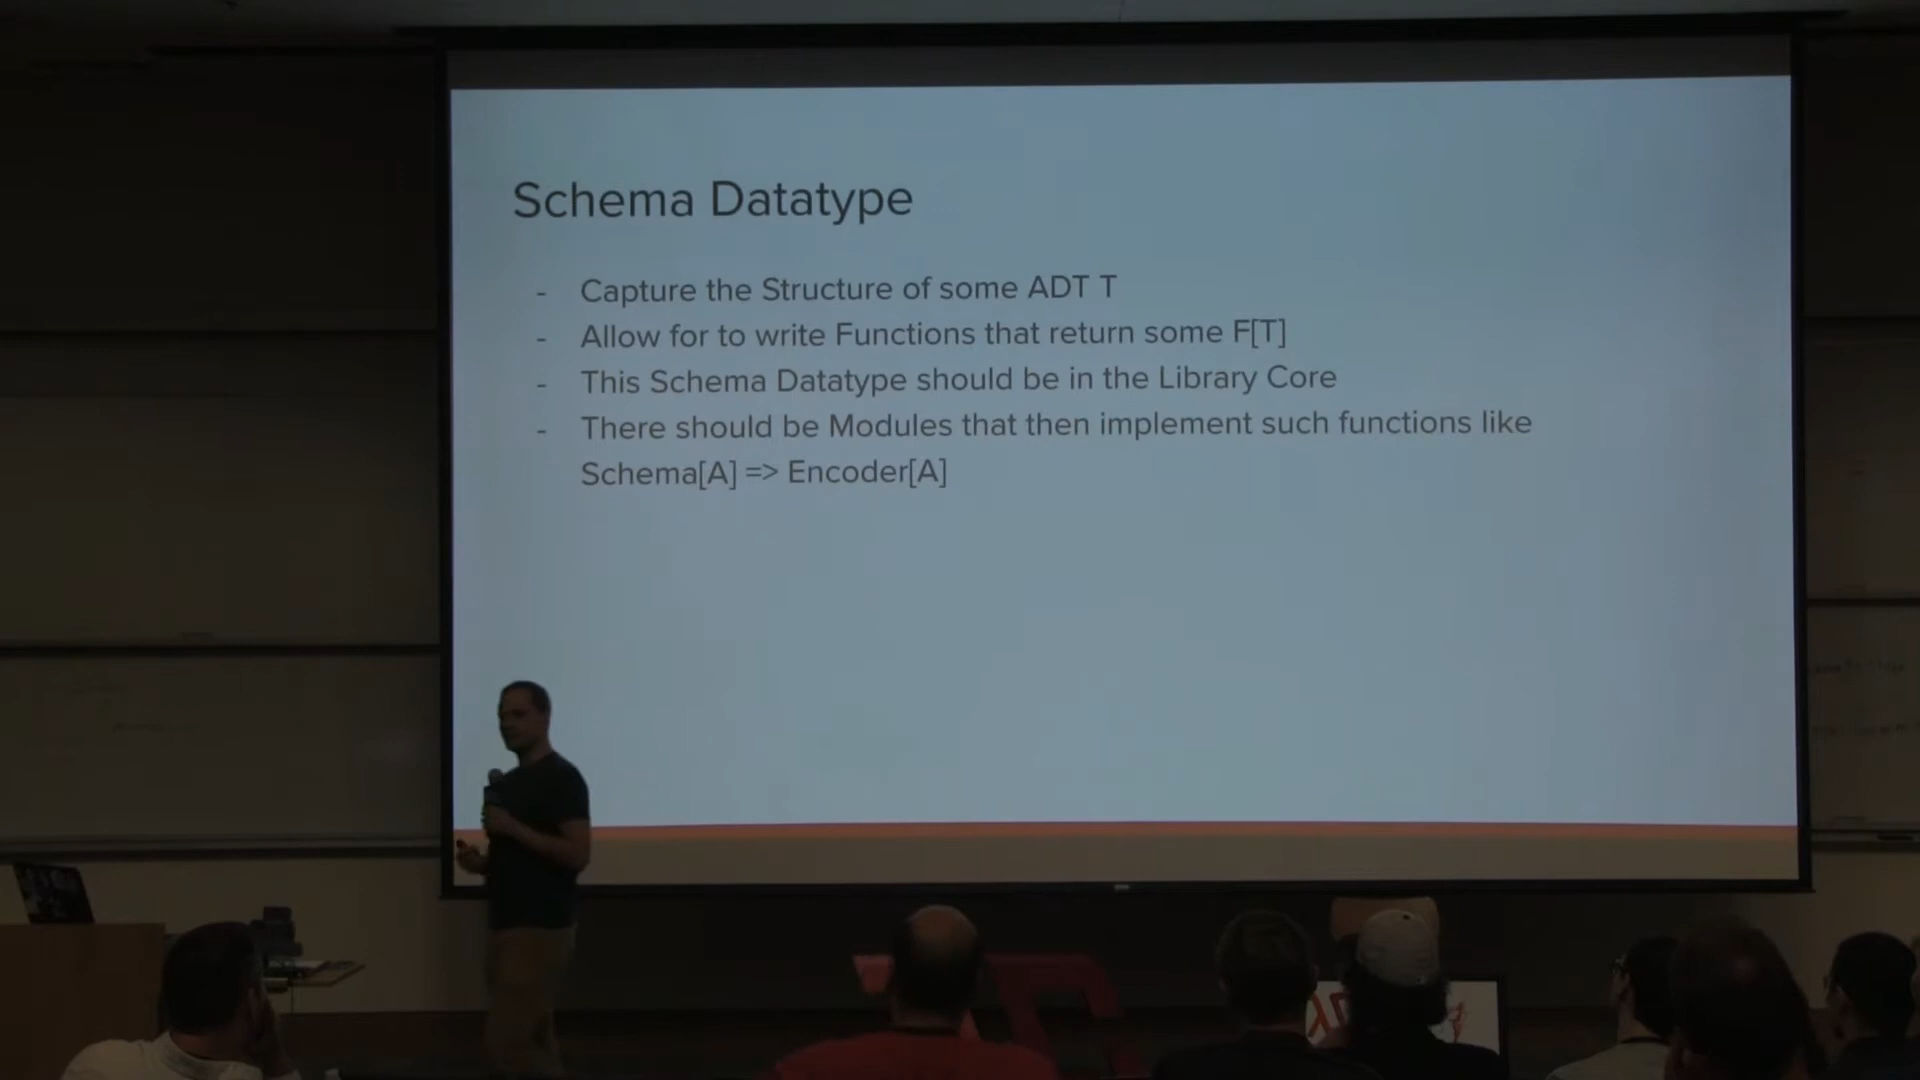 Schema Datatype
- Capture the Structure of some ADT T
- Allow for to write Functions that return some F[T]
- This Schema Datatype should be in the Library Core
- There should be Modules that then implement such functions like
Schema[A] => Encoder[A]